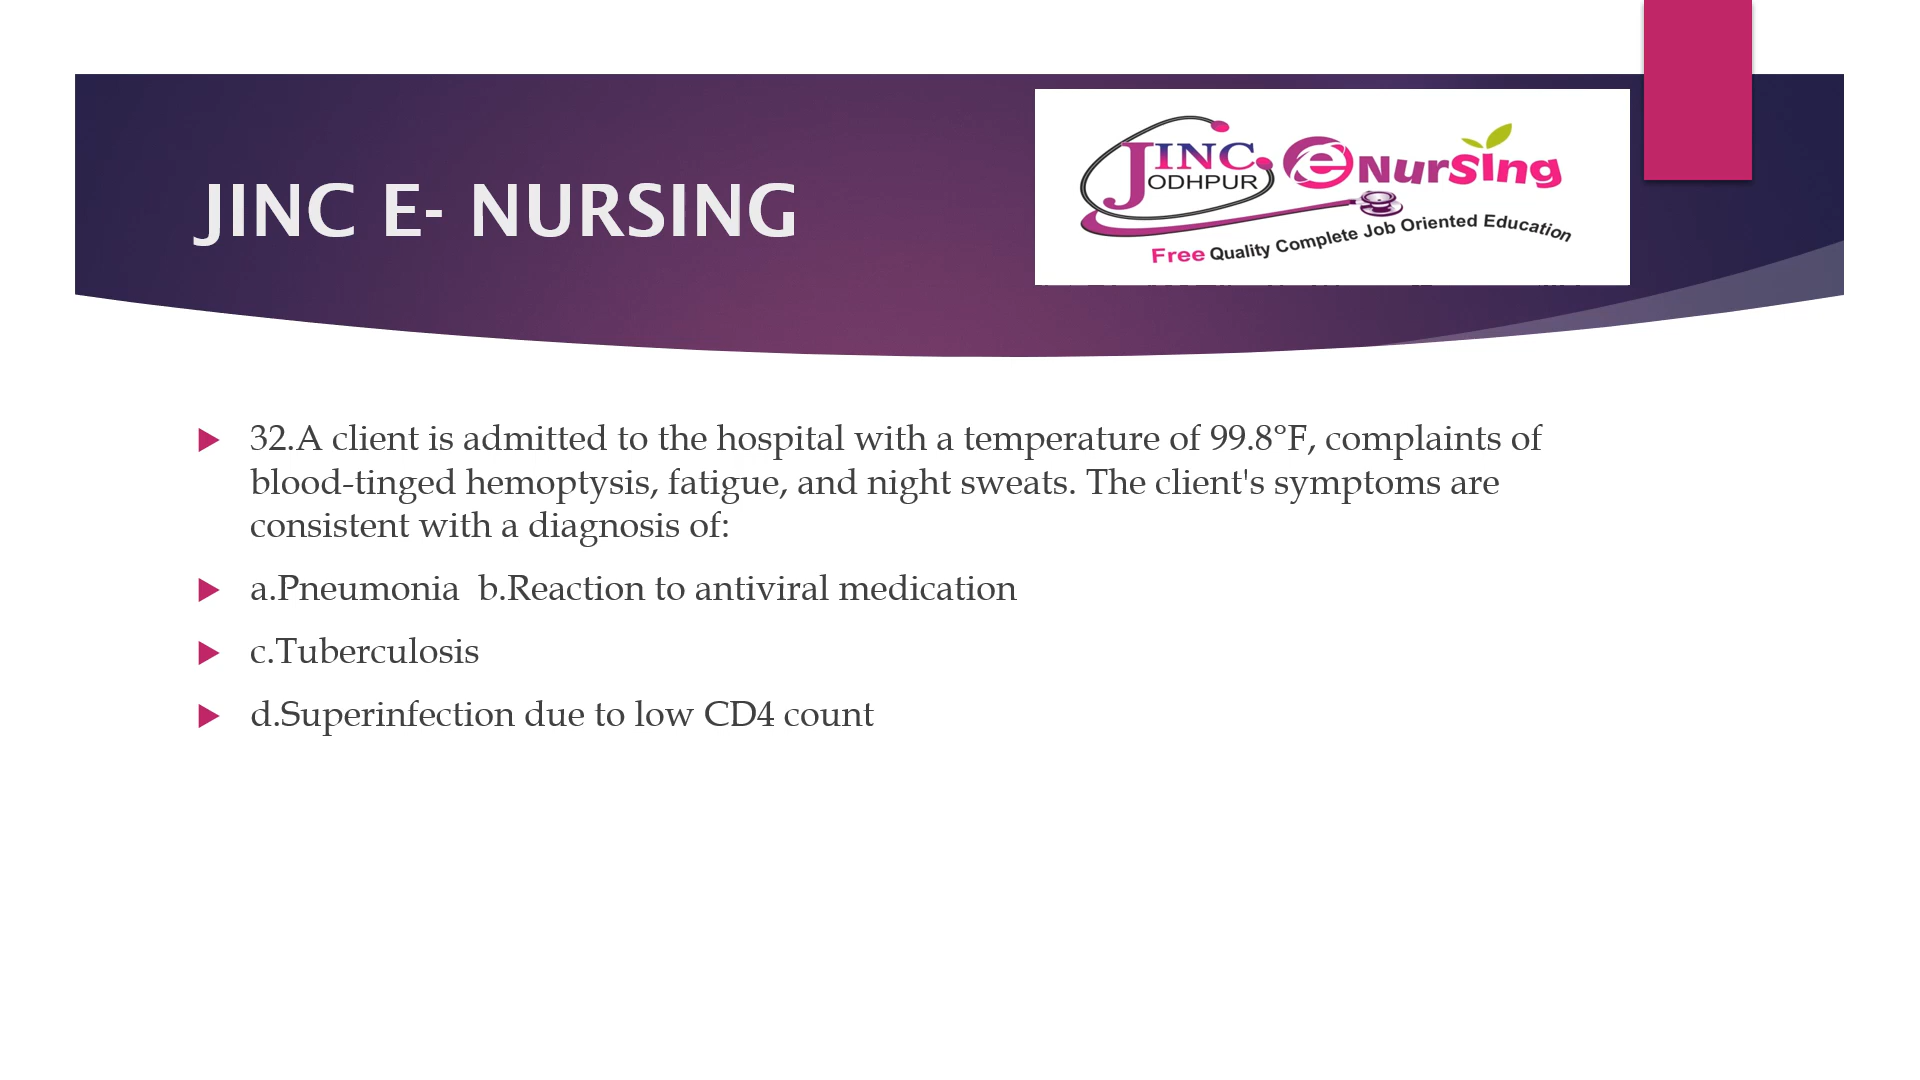 JINC E- NURSING
JINC eNursing
ODHPUR
Free Quality Complete Job Oriented Education
32.A client is admitted to the hospital with a temperature of 99.8°F, complaints of
blood-tinged hemoptysis, fatigue, and night sweats. The client's symptoms are
consistent with a diagnosis of:
a.Pneumonia  b.Reaction to antiviral medication
c.Tuberculosis
d.Superinfection due to low CD4 count